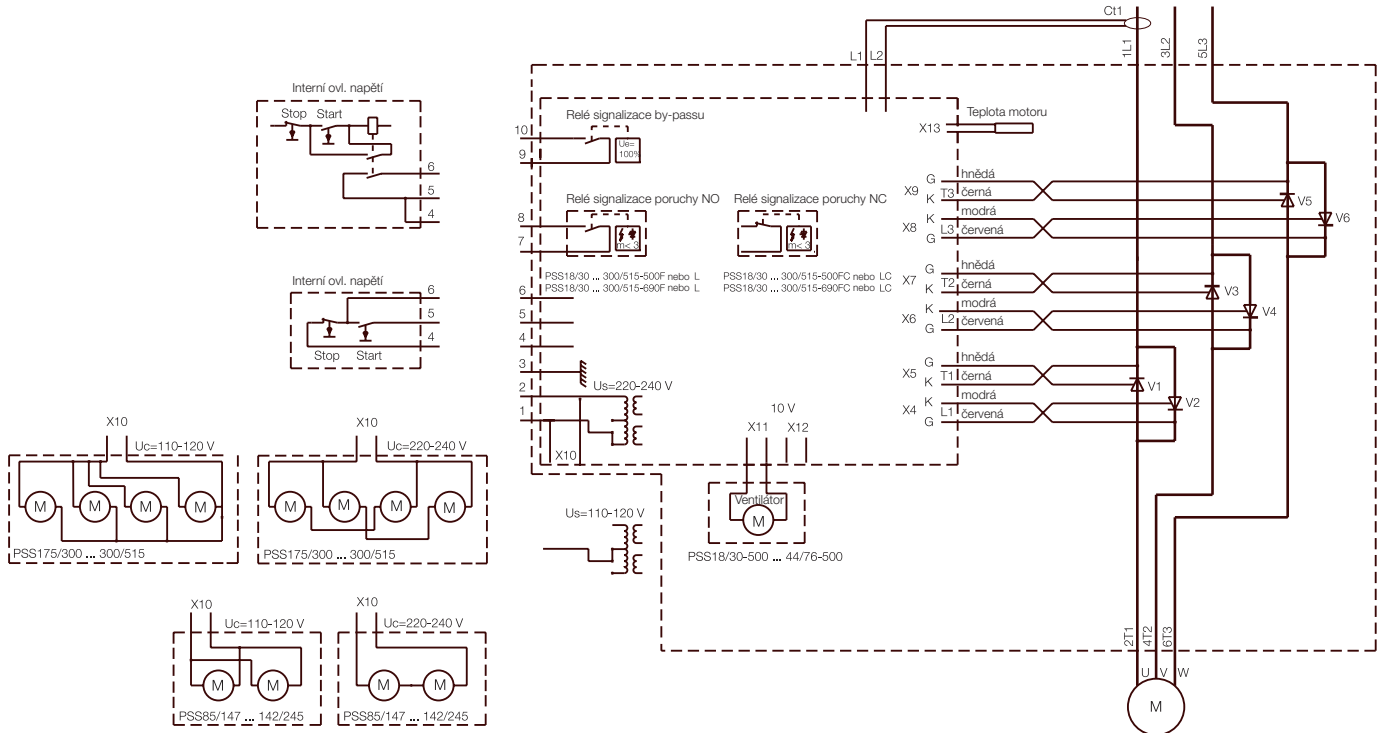 Ct1
1L1
3L2
5L3
L1 L2
Interní ovl. napětí
Stop Start
6
5
4
Interní ovl. napětí
6
5
4
Stop Start
10
9
8
7
6
5
4
3
2
1
Relé signalizace by-passu
Ue=
100%
Relé signalizace poruchy NO
m< 3
Relé signalizace poruchy NC
m< 3
PSS18/30 ... 300/515-500F nebo L
PSS18/30 ... 300/515-690F nebo L
PSS18/30 ... 300/515-500FC nebo LC
PSS18/30 ... 300/515-690FC nebo LC
Us=220-240 V
X10
Us=110-120 V
10 V
X11 X12
Ventilátor
M
PSS18/30-500 ... 44/76-500
X13
Teplota motoru
X9
G hnědá
K T3 černá
X8
K modrá
G L3 červená
X7
G hnědá
K T2 černá
X6
K modrá
G L2 červená
X5
G hnědá
K T1 černá
X4
K modrá
G L1 červená
V5
V6
V3
V4
V1
V2
2T1
4T2
6T3
U V W
M
X10
Uc=110-120 V
M M M M
PSS175/300 ... 300/515
X10
Uc=220-240 V
M M M M
PSS175/300 ... 300/515
X10
Uc=110-120 V
M M
PSS85/147 ... 142/245
X10
Uc=220-240 V
M M
PSS85/147 ... 142/245